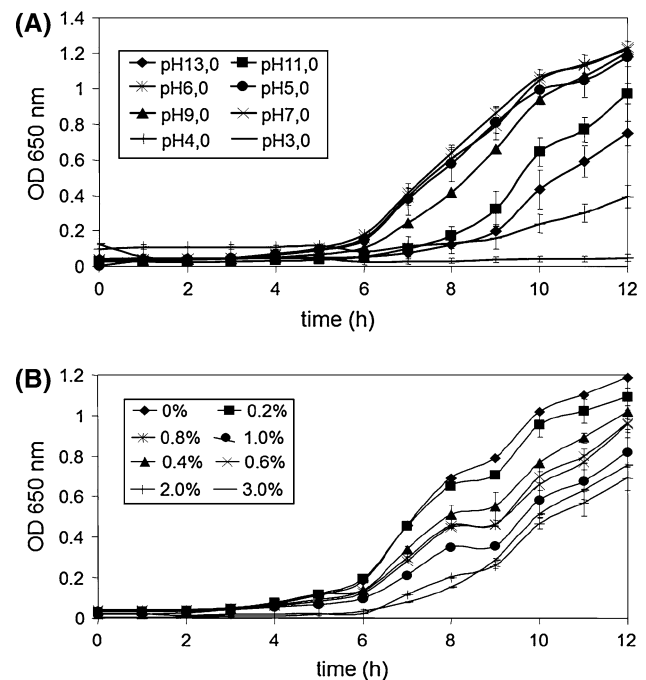 (A)
1.4
1.2
1
0.8
0.6
0.4
0.2
0
OD 650 nm
pH13,0 pH11,0
pH6,0 pH5,0
pH9,0 pH7,0
pH4,0 pH3,0
0 2 4 6 8 10 12
time (h)
(B)
1.2
1
0.8
0.6
0.4
0.2
0
OD 650 nm
0% 0.2%
0.8% 1.0%
0.4% 0.6%
2.0% 3.0%
0 2 4 6 8 10 12
time (h)